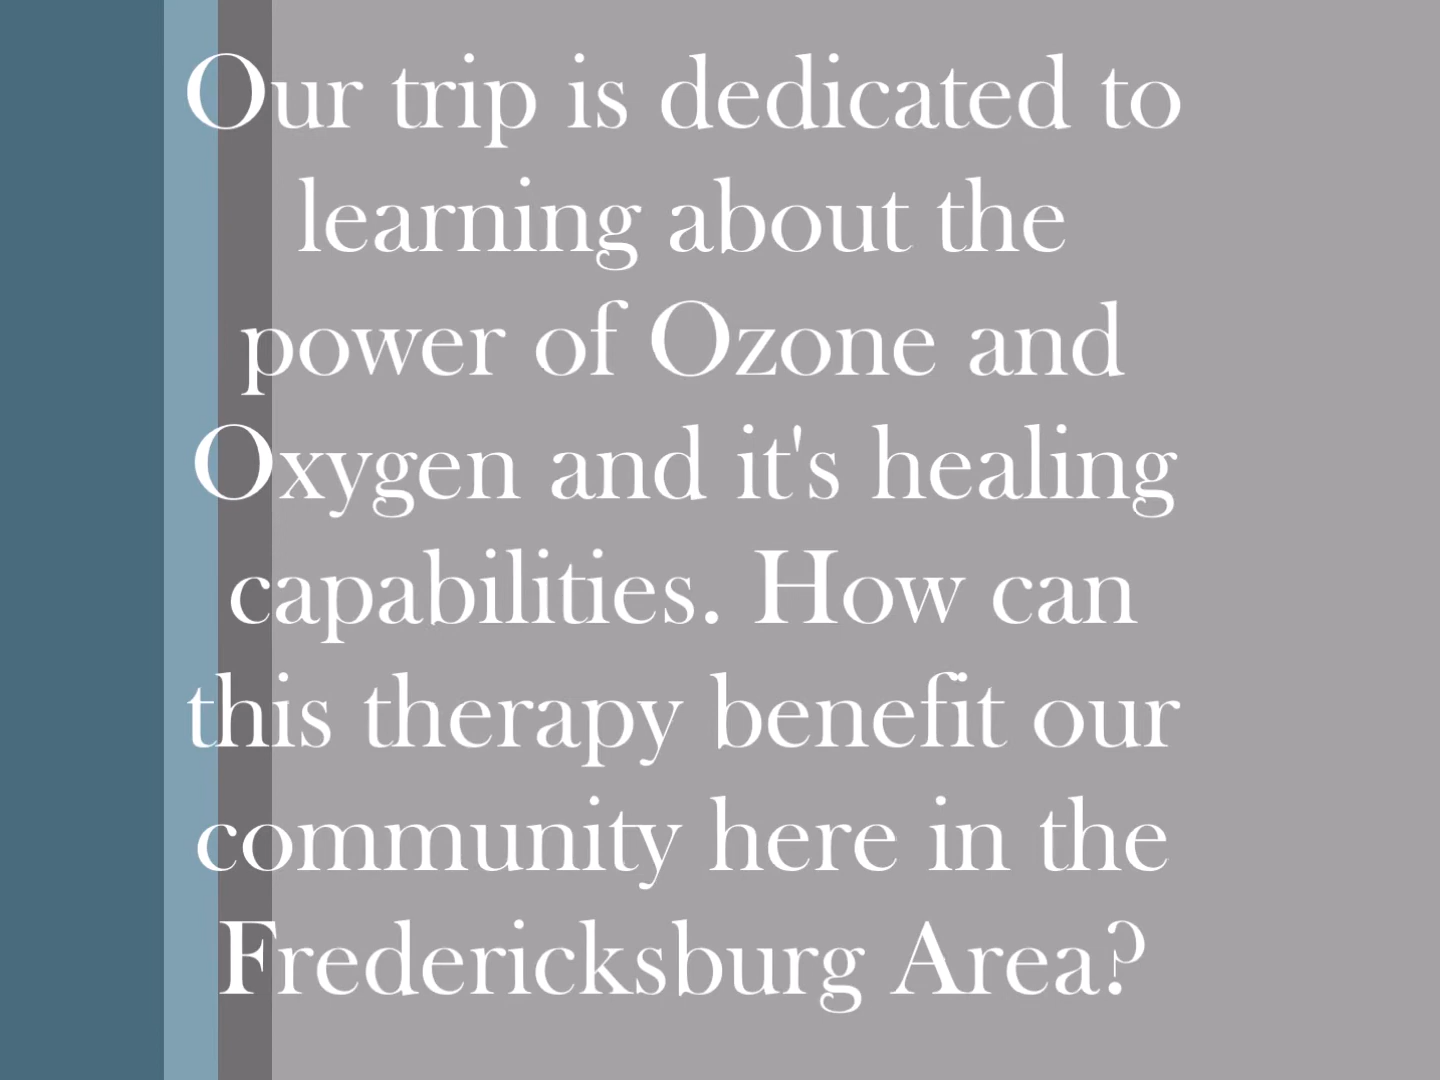 Our trip is dedicated to
learning about the
power of Ozone and
Oxygen and it's healing
capabilities. How can
this therapy benefit our
community here in the
Fredericksburg Area?